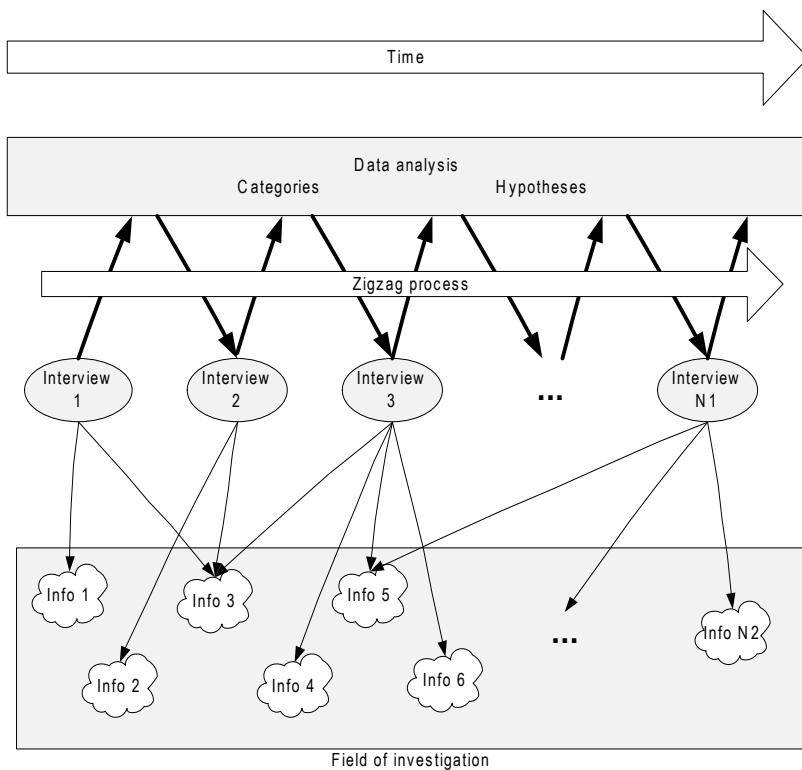 Time
Data analysis
Categories Hypotheses
Zigzag process
Interview
1
Interview
2
Interview
3
...
Interview
N1
Info 1
Info 3
Info 5
...
Info N2
Info 2
Info 4
Info 6
Field of investigation